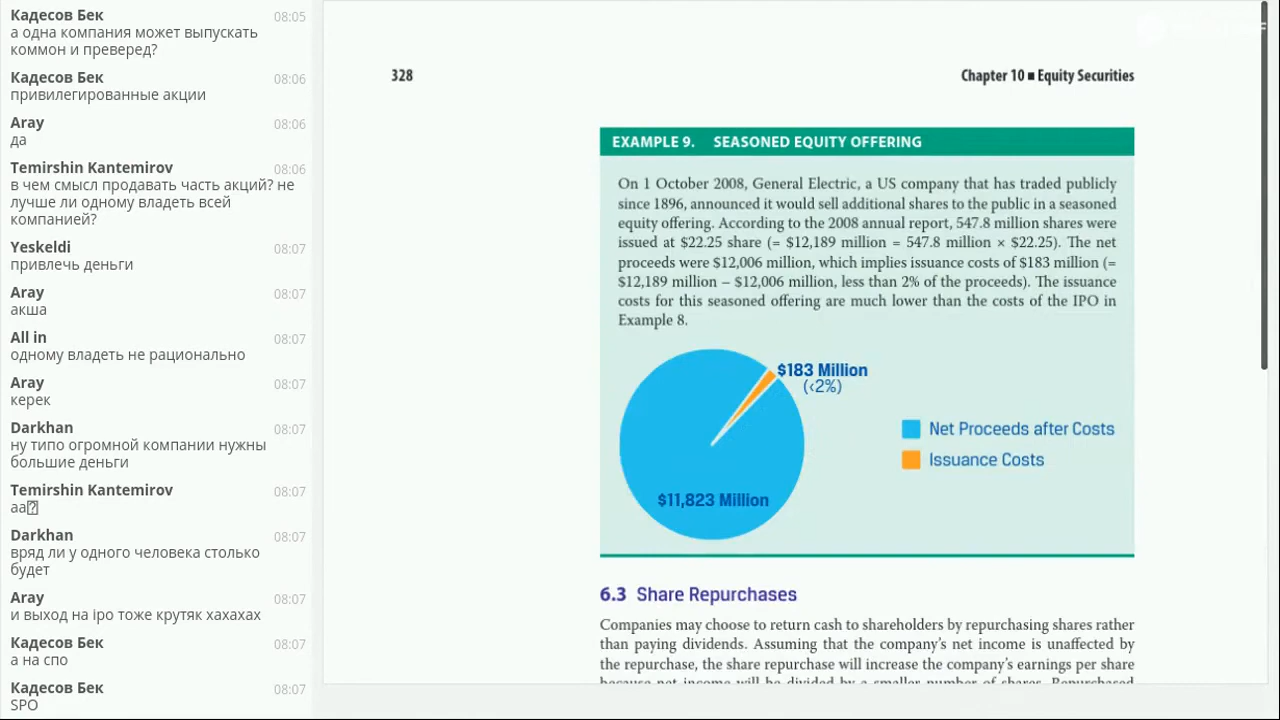 Кадесов Бек 08:05
а одна компания может выпускать
коммон и преверед?
Кадесов Бек 08:06
привилегированные акции
Aray 08:06
да
Temirshin Kantemirov 08:06
в чем смысл продавать часть акций? не
лучше ли одному владеть всей
компанией?
Yeskeldi 08:07
привлечь деньги
Aray 08:07
акша
All in 08:07
одному владеть не рационально
Aray 08:07
керек
Darkhan 08:07
ну типо огромной компании нужны
большие деньги
Temirshin Kantemirov 08:07
аа
Darkhan 08:07
вряд ли у одного человека столько
будет
Aray 08:07
и выход на ipo тоже крутяк хахахах
Кадесов Бек 08:07
а на спо
Кадесов Бек 08:07
SPO
328 Chapter 10 ■ Equity Securities
EXAMPLE 9. SEASONED EQUITY OFFERING
On 1 October 2008, General Electric, a US company that has traded publicly
since 1896, announced it would sell additional shares to the public in a seasoned
equity offering. According to the 2008 annual report, 547.8 million shares were
issued at $22.25 share (= $12,189 million = 547.8 million × $22.25). The net
proceeds were $12,006 million, which implies issuance costs of $183 million (=
$12,189 million – $12,006 million, less than 2% of the proceeds). The issuance
costs for this seasoned offering are much lower than the costs of the IPO in
Example 8.
$183 Million
(<2%)
Net Proceeds after Costs
Issuance Costs
$11,823 Million
6.3 Share Repurchases
Companies may choose to return cash to shareholders by repurchasing shares rather
than paying dividends. Assuming that the company's net income is unaffected by
the repurchase, the share repurchase will increase the company's earnings per share
because net income will be divided by a smaller number of shares. Repurchased